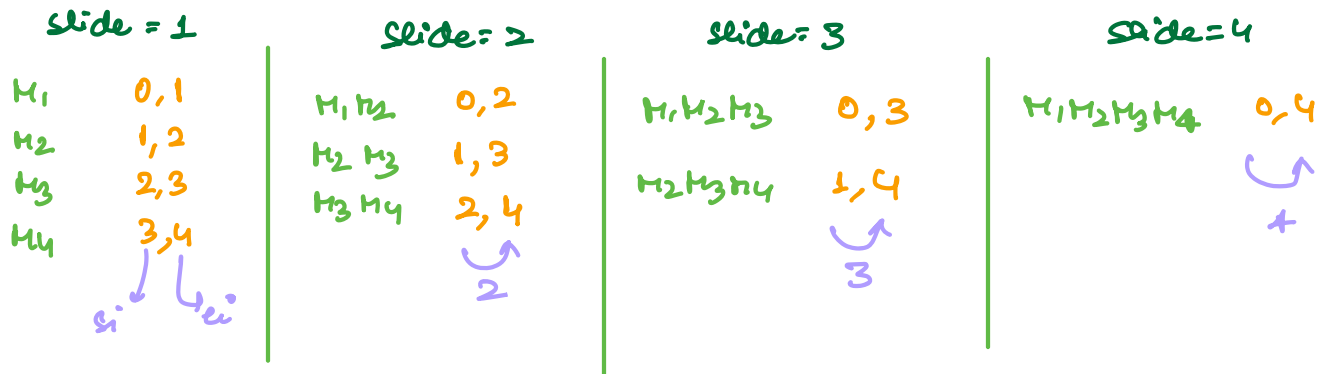 slide = 1
M1 0,1
M2 1,2
M3 2,3
M4 3,4
si ei
slide = 2
M1M2 0,2
M2 M3 1,3
M3 M4 2,4
2
slide = 3
M1M2M3 0,3
M2M3M4 1,4
3
slide = 4
M1M2M3M4 0,4
4